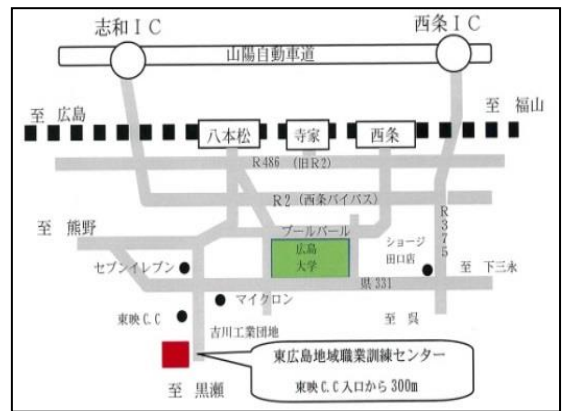 志和IC
西条IC
山陽自動車道
至 広島
至 福山
八本松
寺家
西条
R486 (旧R2)
R2(西条バイパス)
R375
至 熊野
ブールバール
広島
大学
ショージ
田口店
至 下三永
セブンイレブン
県331
マイクロン
東映C.C
吉川工業団地
至 呉
東広島地域職業訓練センター
東映C.C入口から300m
至 黒瀬